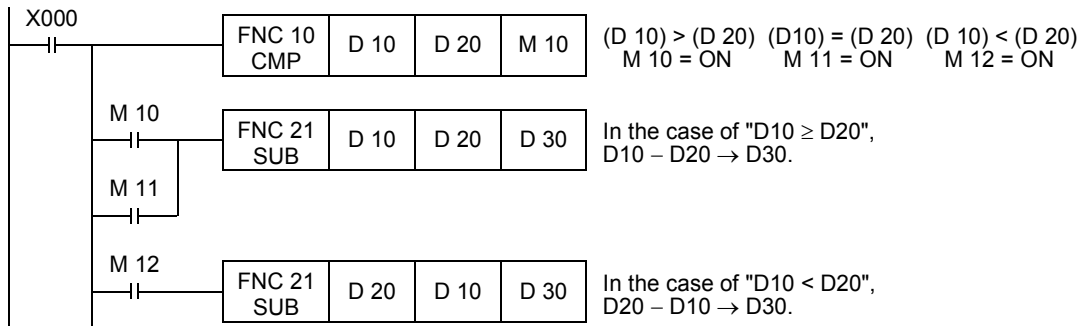 X000
FNC 10 CMP D 10 D 20 M 10
(D 10) > (D 20) (D10) = (D 20) (D 10) < (D 20)
M 10 = ON M 11 = ON M 12 = ON
M 10
FNC 21 SUB D 10 D 20 D 30
In the case of "D10 ≥ D20",
D10 − D20 → D30.
M 11
M 12
FNC 21 SUB D 20 D 10 D 30
In the case of "D10 < D20",
D20 − D10 → D30.